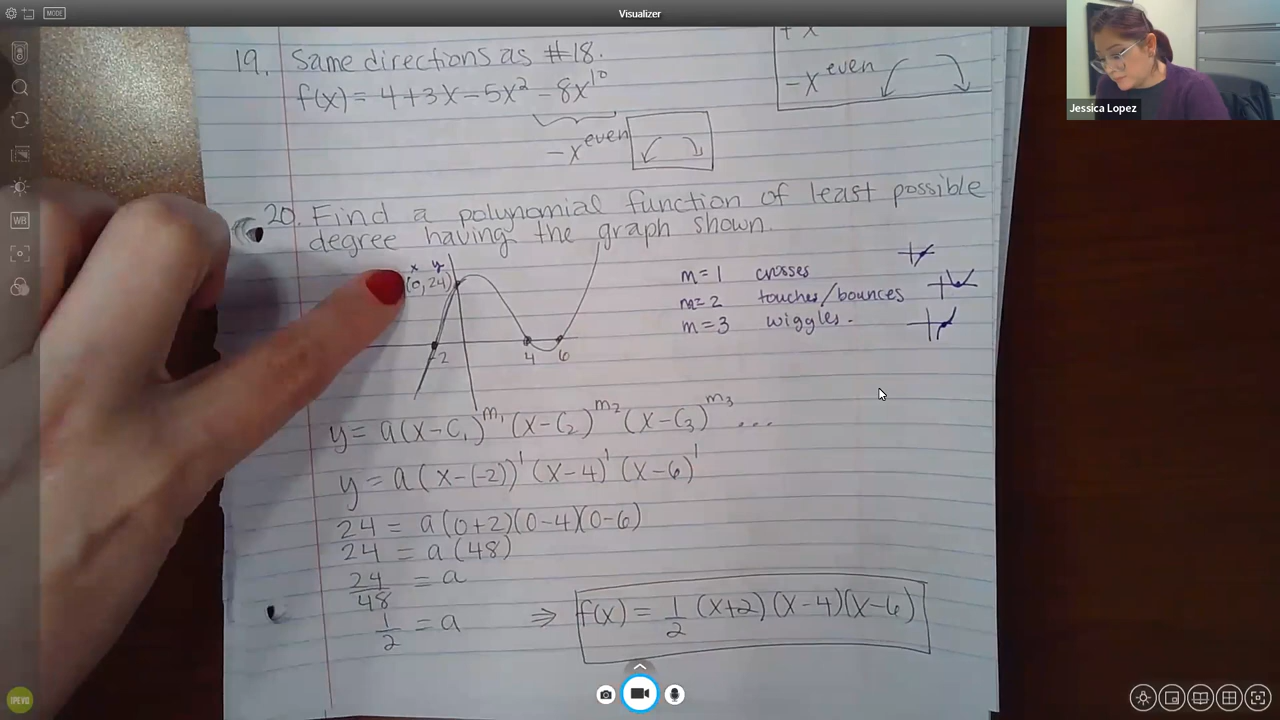 MODE
Visualizer
Jessica Lopez
19. Same directions as #18.
f(x) = 4 + 3x - 5x² - 8x¹⁰
+x
-x^even
-x^even
20. Find a polynomial function of least possible
degree having the graph shown.
x y
(0, 24)
-2
4
6
m = 1 crosses
m = 2 touches/bounces
m = 3 wiggles.
y = a(x-c₁)^m₁ (x-c₂)^m₂ (x-c₃)^m₃ ...
y = a(x-(-2))¹ (x-4)¹ (x-6)¹
24 = a(0+2)(0-4)(0-6)
24 = a(48)
24/48 = a
1/2 = a ⇒ f(x) = 1/2 (x+2)(x-4)(x-6)
WB
IPEVO